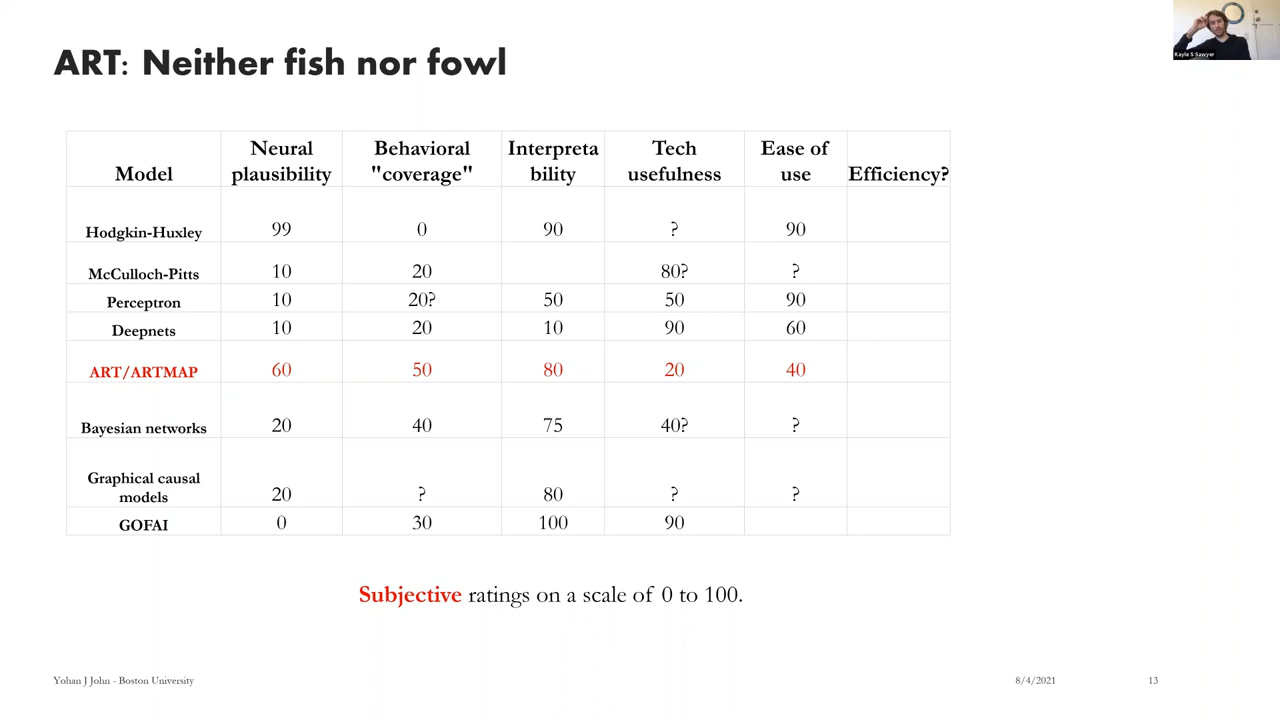 Kayle S Sawyer
ART: Neither fish nor fowl
Model Neural plausibility Behavioral "coverage" Interpreta bility Tech usefulness Ease of use Efficiency?
Hodgkin-Huxley 99 0 90 ? 90
McCulloch-Pitts 10 20 80? ?
Perceptron 10 20? 50 50 90
Deepnets 10 20 10 90 60
ART/ARTMAP 60 50 80 20 40
Bayesian networks 20 40 75 40? ?
Graphical causal models 20 ? 80 ? ?
GOFAI 0 30 100 90
Subjective ratings on a scale of 0 to 100.
Yohan J John - Boston University 8/4/2021 13